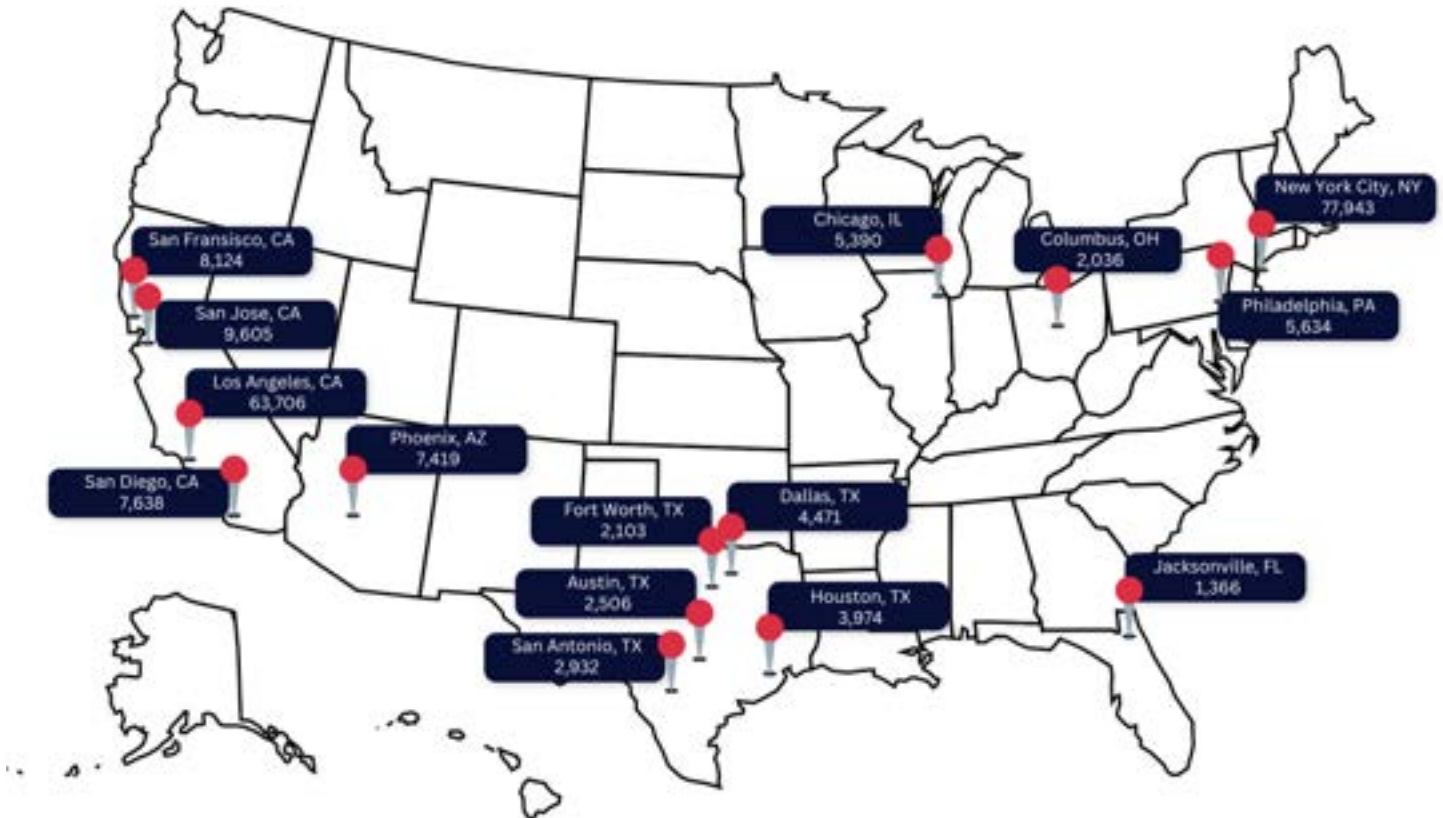 New York City, NY
77,943
Chicago, IL
5,390
Columbus, OH
2,036
San Fransisco, CA
8,124
Philadelphia, PA
5,634
San Jose, CA
9,605
Los Angeles, CA
63,706
Phoenix, AZ
7,419
San Diego, CA
7,638
Dallas, TX
4,471
Fort Worth, TX
2,103
Jacksonville, FL
1,366
Austin, TX
2,506
Houston, TX
3,974
San Antonio, TX
2,932